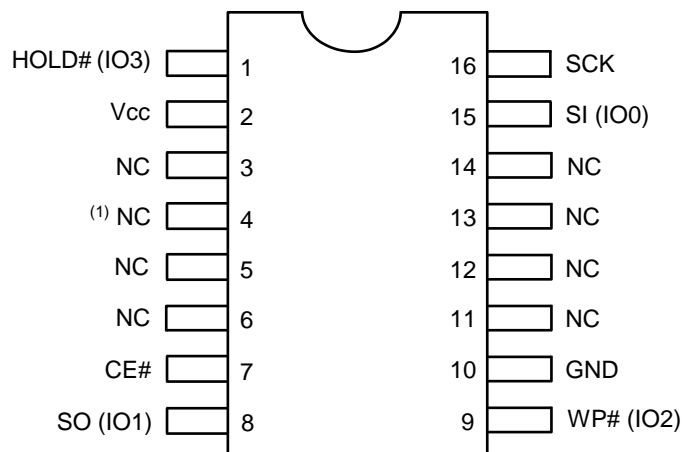 HOLD# (IO3) 1 16 SCK
Vcc 2 15 SI (IO0)
NC 3 14 NC
(1) NC 4 13 NC
NC 5 12 NC
NC 6 11 NC
CE# 7 10 GND
SO (IO1) 8 9 WP# (IO2)